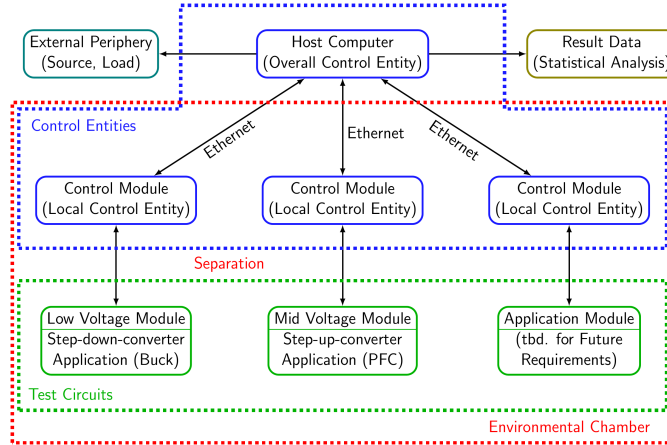 External Periphery
(Source, Load)
Host Computer
(Overall Control Entity)
Result Data
(Statistical Analysis)
Control Entities
Ethernet
Ethernet
Ethernet
Control Module
(Local Control Entity)
Control Module
(Local Control Entity)
Control Module
(Local Control Entity)
Separation
Low Voltage Module
Step-down-converter
Application (Buck)
Mid Voltage Module
Step-up-converter
Application (PFC)
Application Module
(tbd. for Future
Requirements)
Test Circuits
Environmental Chamber